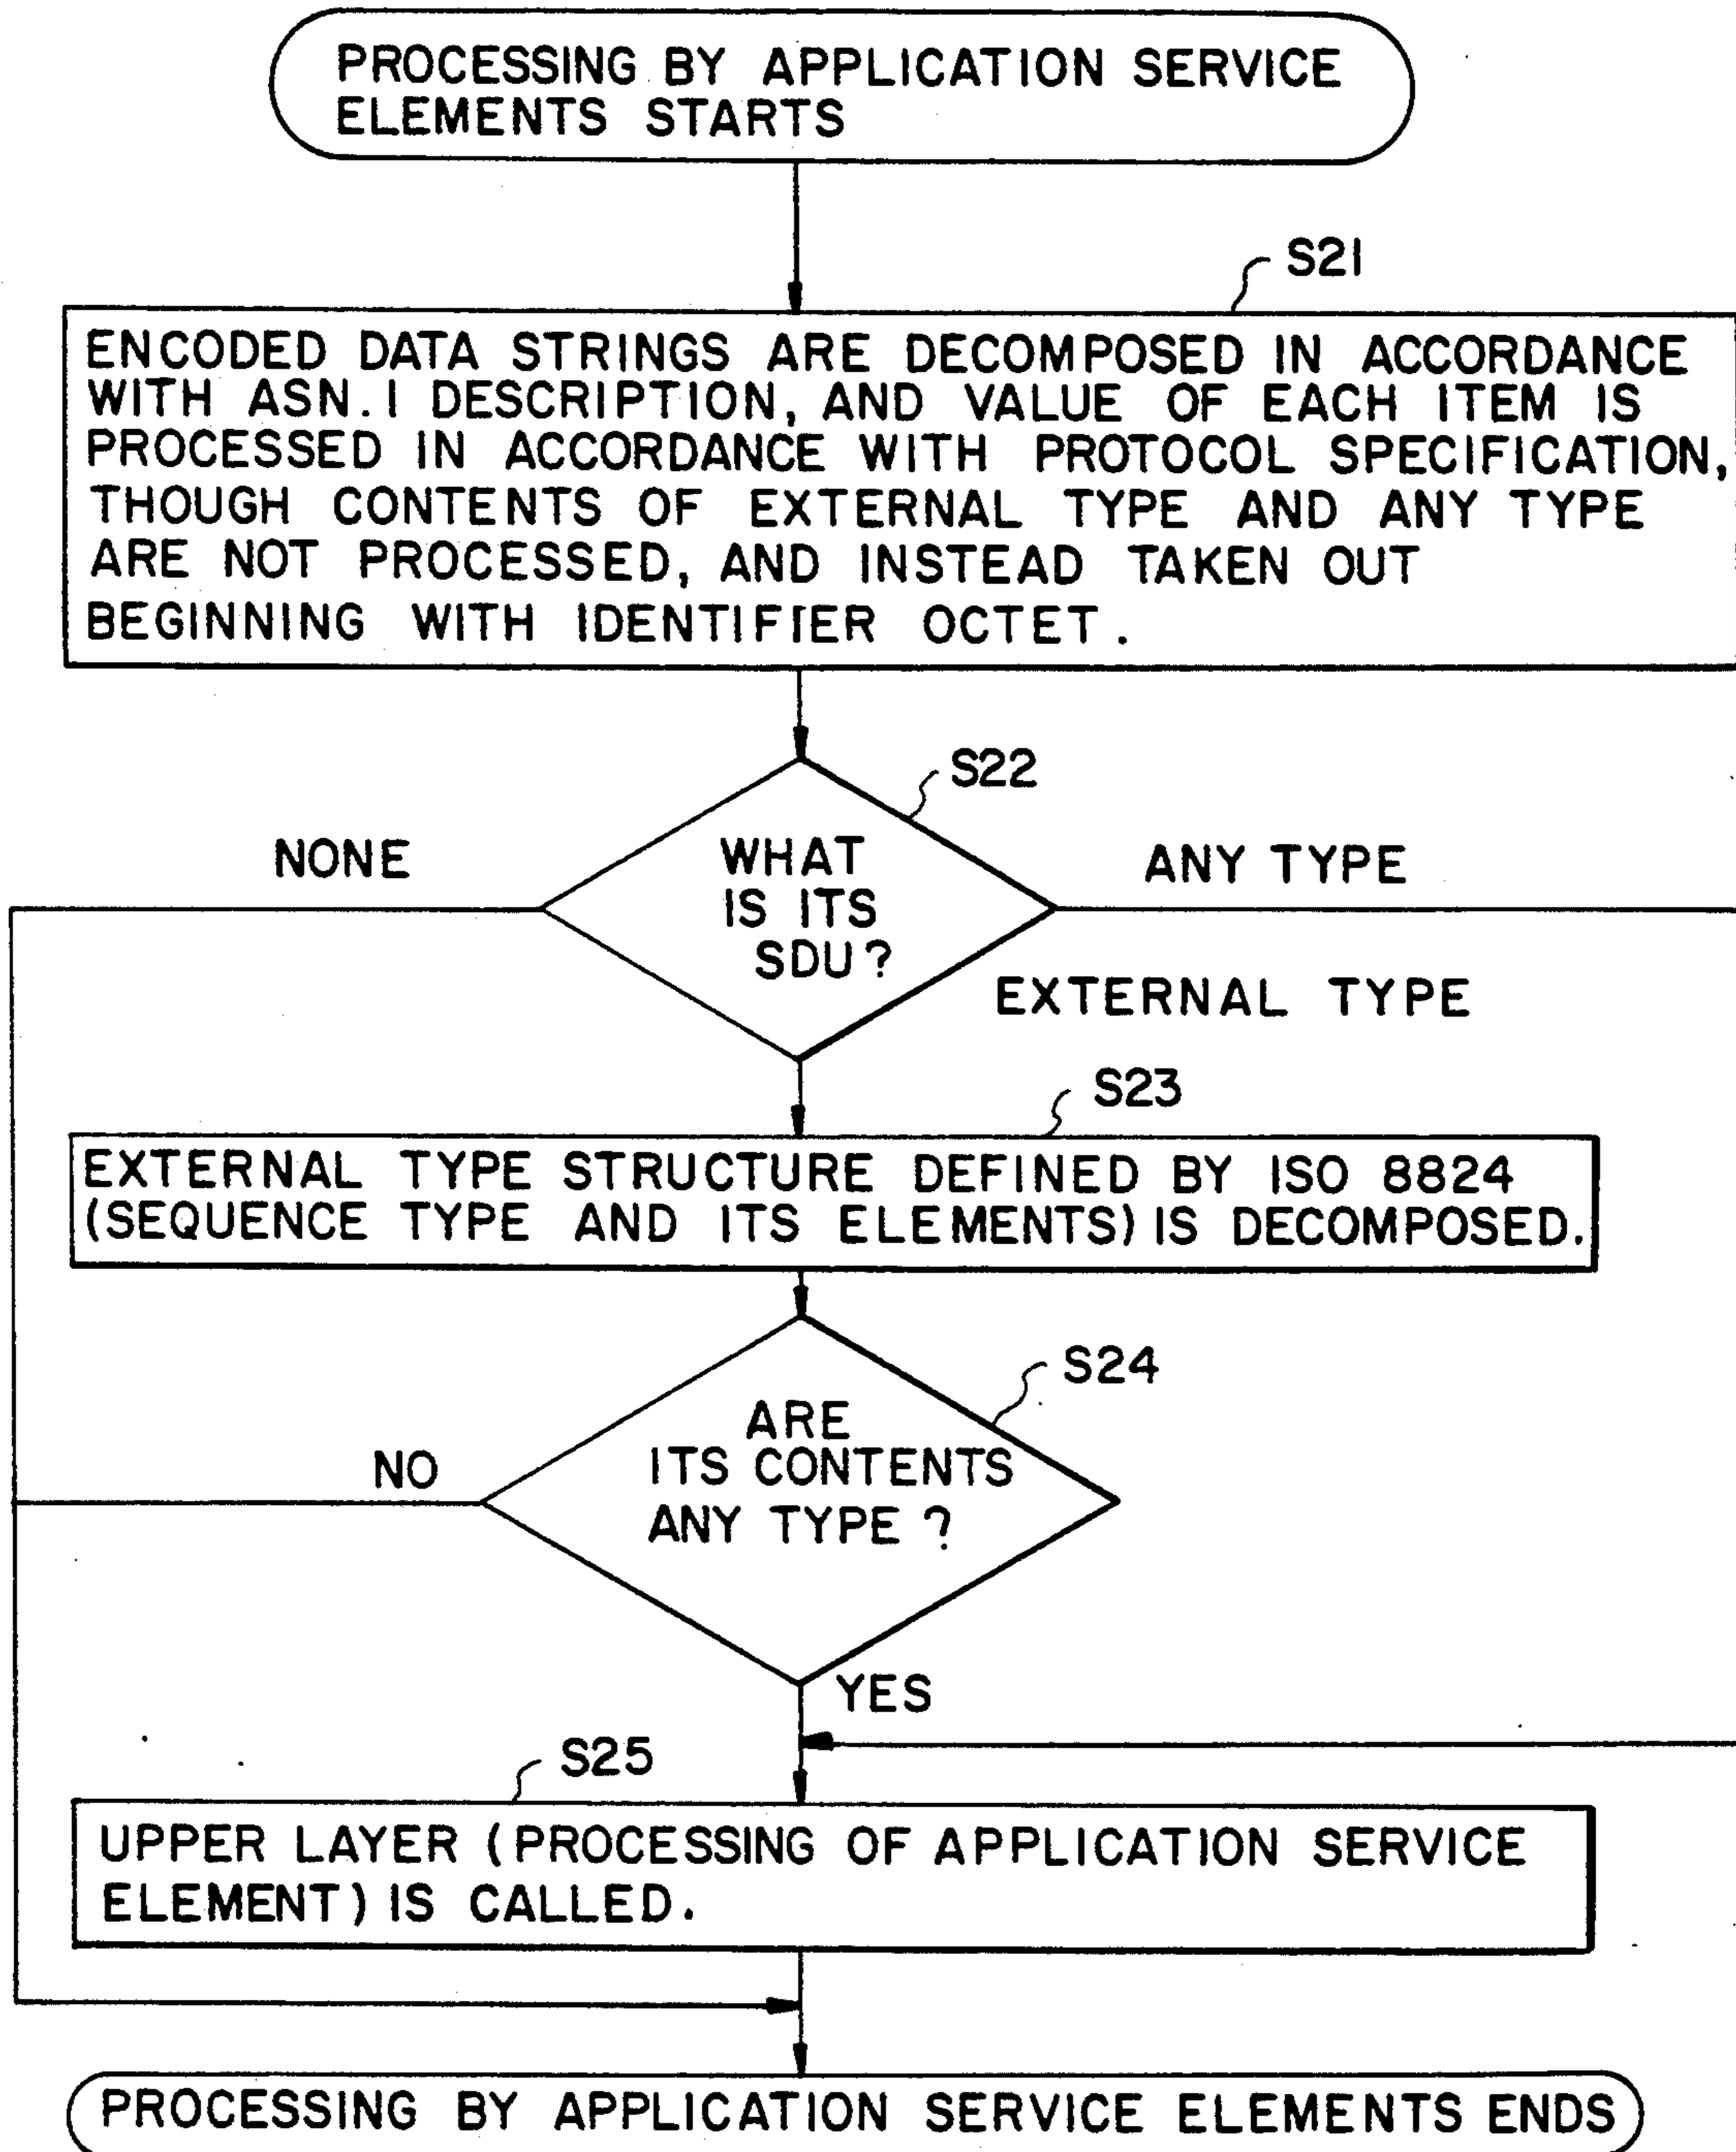 PROCESSING BY APPLICATION SERVICE
ELEMENTS STARTS
S21
ENCODED DATA STRINGS ARE DECOMPOSED IN ACCORDANCE
WITH ASN.1 DESCRIPTION, AND VALUE OF EACH ITEM IS
PROCESSED IN ACCORDANCE WITH PROTOCOL SPECIFICATION,
THOUGH CONTENTS OF EXTERNAL TYPE AND ANY TYPE
ARE NOT PROCESSED, AND INSTEAD TAKEN OUT
BEGINNING WITH IDENTIFIER OCTET.
S22
NONE
WHAT
IS ITS
SDU?
ANY TYPE
EXTERNAL TYPE
S23
EXTERNAL TYPE STRUCTURE DEFINED BY ISO 8824
(SEQUENCE TYPE AND ITS ELEMENTS) IS DECOMPOSED.
S24
ARE
ITS CONTENTS
ANY TYPE?
NO
YES
S25
UPPER LAYER (PROCESSING OF APPLICATION SERVICE
ELEMENT) IS CALLED.
PROCESSING BY APPLICATION SERVICE ELEMENTS ENDS